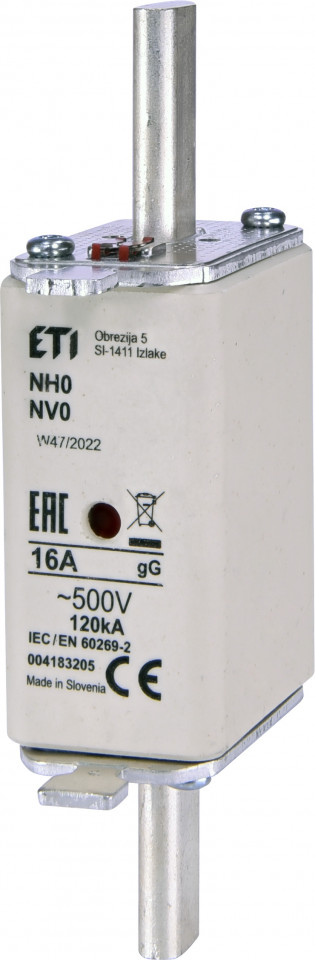 ETI Obrezija 5
SI-1411 Izlake
NH0
NV0
W47/2022
EAC
16A gG
~500V
120kA
IEC/EN 60269-2
004183205
Made in Slovenia CE